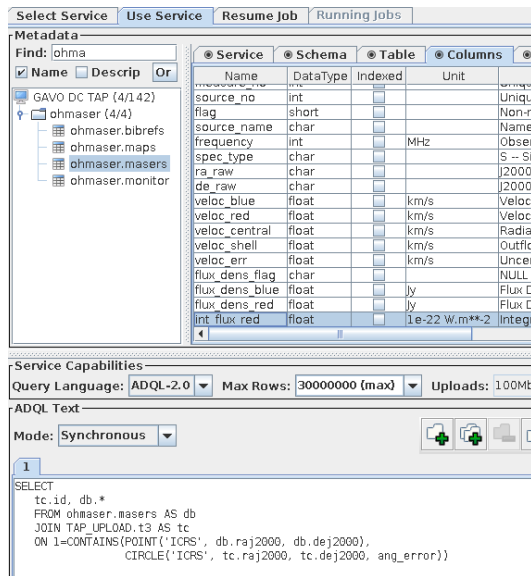 Select Service Use Service Resume Job Running Jobs
Metadata
Find: ohma
Name Descrip Or
GAVO DC TAP (4/142)
ohmaser (4/4)
ohmaser.bibrefs
ohmaser.maps
ohmaser.masers
ohmaser.monitor
Service Schema Table Columns
Name DataType Indexed Unit
source_no int Uniqu
flag short Non-r
source_name char Name
frequency int MHz Obser
spec_type char S -- Si
ra_raw char J2000
de_raw char J2000
veloc_blue float km/s Veloc
veloc_red float km/s Veloc
veloc_central float km/s Radia
veloc_shell float km/s Outflo
veloc_err float km/s Uncer
flux_dens_flag char NULL
flux_dens_blue float Jy Flux D
flux_dens_red float Jy Flux D
int_flux_red float 1e-22 W.m**-2 Integr
Service Capabilities
Query Language: ADQL-2.0 Max Rows: 30000000 (max) Uploads: 100Mb
ADQL Text
Mode: Synchronous
1
SELECT
tc.id, db.*
FROM ohmaser.masers AS db
JOIN TAP_UPLOAD.t3 AS tc
ON 1=CONTAINS(POINT('ICRS', db.raj2000, db.dej2000),
CIRCLE('ICRS', tc.raj2000, tc.dej2000, ang_error))